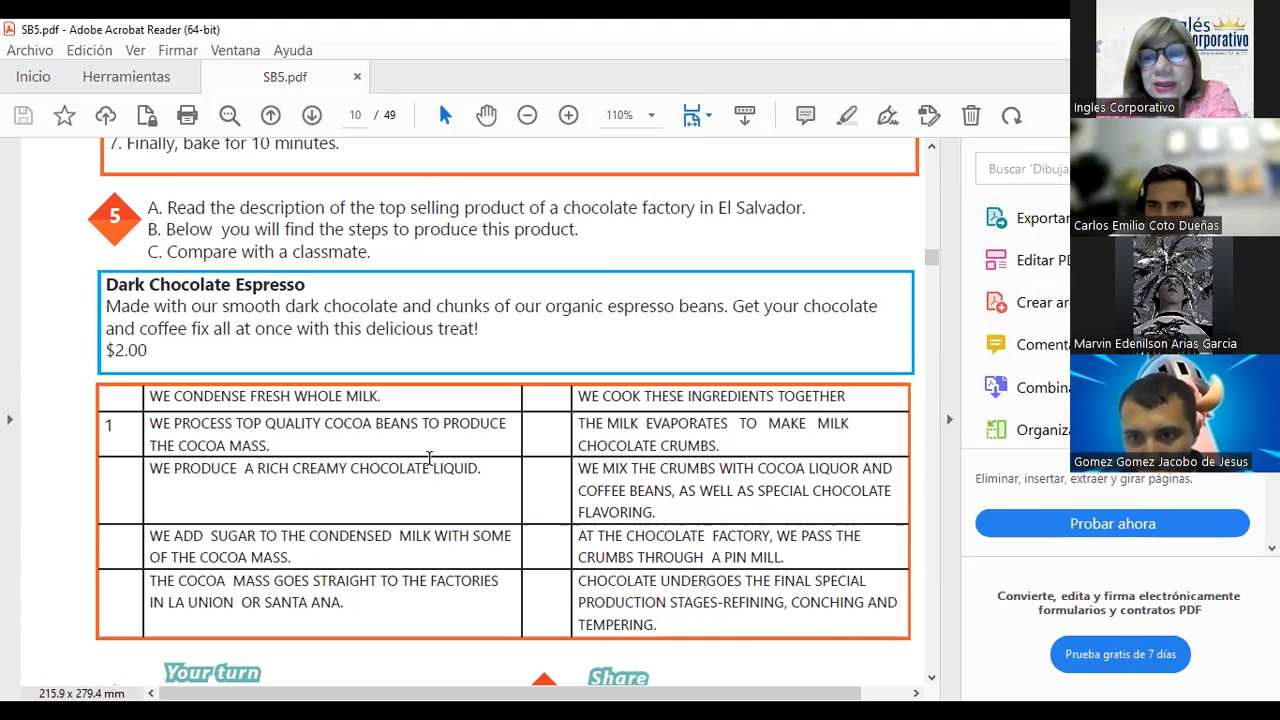 SB5.pdf - Adobe Acrobat Reader (64-bit)
Archivo Edición Ver Firmar Ventana Ayuda
Inicio Herramientas SB5.pdf ×
10 / 49 110%
7. Finally, bake for 10 minutes.
5
A. Read the description of the top selling product of a chocolate factory in El Salvador.
B. Below you will find the steps to produce this product.
C. Compare with a classmate.
Dark Chocolate Espresso
Made with our smooth dark chocolate and chunks of our organic espresso beans. Get your chocolate
and coffee fix all at once with this delicious treat!
$2.00
WE CONDENSE FRESH WHOLE MILK.
WE COOK THESE INGREDIENTS TOGETHER
1
WE PROCESS TOP QUALITY COCOA BEANS TO PRODUCE
THE COCOA MASS.
THE MILK EVAPORATES TO MAKE MILK
CHOCOLATE CRUMBS.
WE PRODUCE A RICH CREAMY CHOCOLATE LIQUID.
WE MIX THE CRUMBS WITH COCOA LIQUOR AND
COFFEE BEANS, AS WELL AS SPECIAL CHOCOLATE
FLAVORING.
WE ADD SUGAR TO THE CONDENSED MILK WITH SOME
OF THE COCOA MASS.
AT THE CHOCOLATE FACTORY, WE PASS THE
CRUMBS THROUGH A PIN MILL.
THE COCOA MASS GOES STRAIGHT TO THE FACTORIES
IN LA UNION OR SANTA ANA.
CHOCOLATE UNDERGOES THE FINAL SPECIAL
PRODUCTION STAGES-REFINING, CONCHING AND
TEMPERING.
Your turn
Share
215.9 x 279.4 mm
Buscar 'Dibuja
Exportar
Editar PD
Crear ar
Comenta
Combina
Organiz
Eliminar, insertar, extraer y girar páginas.
Probar ahora
Convierte, edita y firma electrónicamente
formularios y contratos PDF
Prueba gratis de 7 días
Ingles Corporativo
Carlos Emilio Coto Dueñas
Marvin Edenilson Arias Garcia
Gomez Gomez Jacobo de Jesus